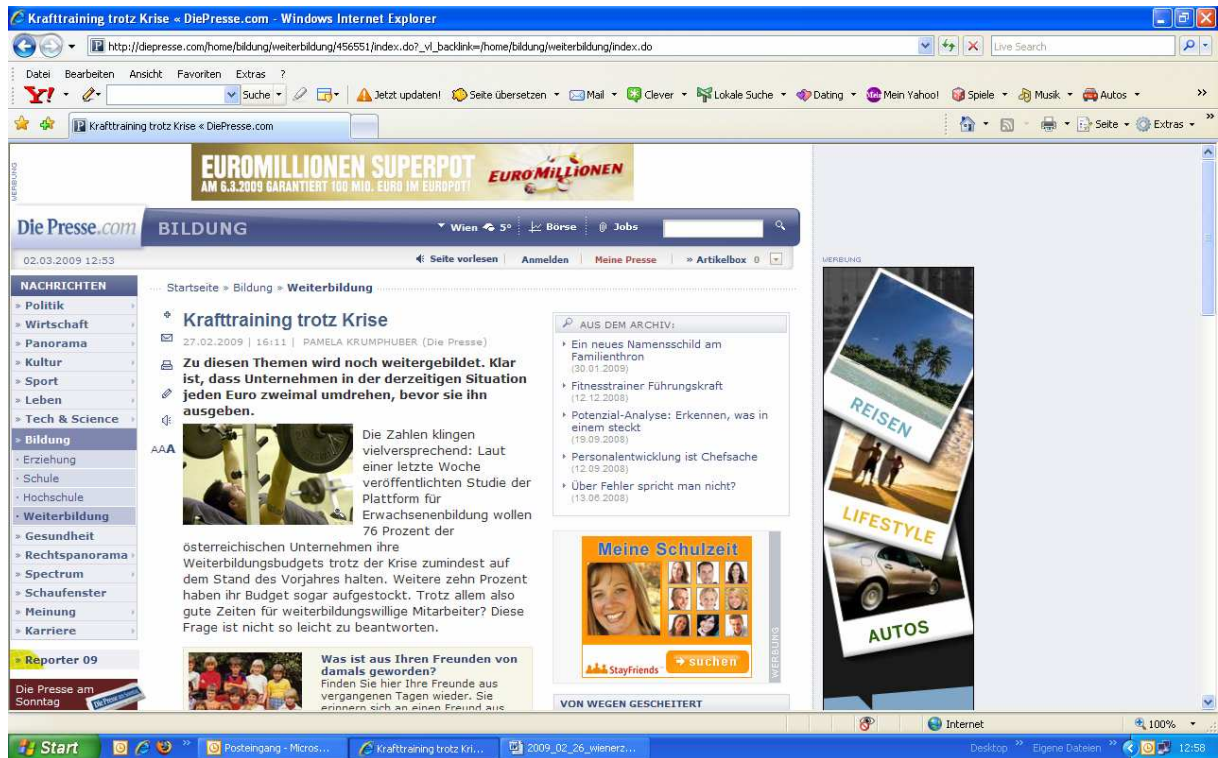 Krafttraining trotz Krise « DiePresse.com - Windows Internet Explorer
http://diepresse.com/home/bildung/weiterbildung/456551/index.do?_vl_backlink=/home/bildung/weiterbildung/index.do
Live Search
Datei Bearbeiten Ansicht Favoriten Extras ?
Y! Suche Jetzt updaten! Seite übersetzen Mail Clever Lokale Suche Dating Mein Yahoo! Spiele Musik Autos »
Krafttraining trotz Krise « DiePresse.com
Seite Extras »
WERBUNG
EUROMILLIONEN SUPERPOT
AM 6.3.2009 GARANTIERT 100 MIO. EURO IM EUROPOT!
EUROMILLIONEN
Die Presse.com
BILDUNG
Wien 5° Börse @ Jobs
02.03.2009 12:53
Seite vorlesen Anmelden Meine Presse » Artikelbox 0
NACHRICHTEN
» Politik
» Wirtschaft
» Panorama
» Kultur
» Sport
» Leben
» Tech & Science
» Bildung
· Erziehung
· Schule
· Hochschule
· Weiterbildung
» Gesundheit
» Rechtspanorama
» Spectrum
» Schaufenster
» Meinung
» Karriere
» Reporter 09
Die Presse am
Sonntag
Startseite » Bildung » Weiterbildung
Krafttraining trotz Krise
27.02.2009 | 16:11 | PAMELA KRUMPHUBER (Die Presse)
Zu diesen Themen wird noch weitergebildet. Klar
ist, dass Unternehmen in der derzeitigen Situation
jeden Euro zweimal umdrehen, bevor sie ihn
ausgeben.
AAA
Die Zahlen klingen
vielversprechend: Laut
einer letzte Woche
veröffentlichten Studie der
Plattform für
Erwachsenenbildung wollen
76 Prozent der
österreichischen Unternehmen ihre
Weiterbildungsbudgets trotz der Krise zumindest auf
dem Stand des Vorjahres halten. Weitere zehn Prozent
haben ihr Budget sogar aufgestockt. Trotz allem also
gute Zeiten für weiterbildungswillige Mitarbeiter? Diese
Frage ist nicht so leicht zu beantworten.
Was ist aus Ihren Freunden von
damals geworden?
Finden Sie hier Ihre Freunde aus
vergangenen Tagen wieder. Sie
erinnern sich an einen Freund aus
AUS DEM ARCHIV:
Ein neues Namensschild am
Familienthron
(30.01.2009)
Fitnesstrainer Führungskraft
(12.12.2008)
Potenzial-Analyse: Erkennen, was in
einem steckt
(19.09.2008)
Personalentwicklung ist Chefsache
(12.09.2008)
Über Fehler spricht man nicht?
(13.06.2008)
Meine Schulzeit
StayFriends
suchen
WERBUNG
VON WEGEN GESCHEITERT
WERBUNG
REISEN
LIFESTYLE
AUTOS
Internet
100%
Start
»
Posteingang - Micros...
Krafttraining trotz Kri...
2009_02_26_wienerz...
Desktop »
Eigene Dateien »
12:58